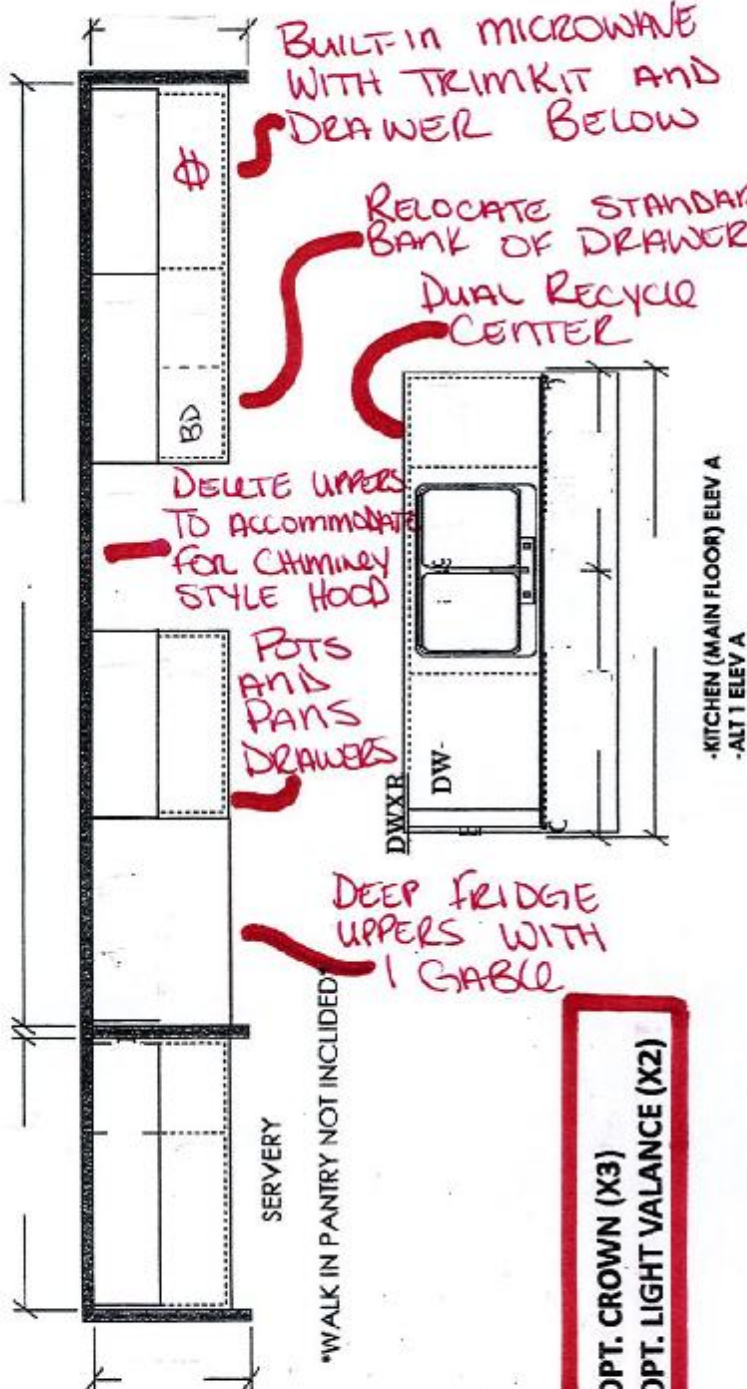 BUILT-IN MICROWAVE
WITH TRIMKIT AND
DRAWER BELOW
RELOCATE STANDAR
BANK OF DRAWER
DUAL RECYCLE
CENTER
BD
DELETE UPPERS
TO ACCOMMODATE
FOR CHIMINEY
STYLE HOOD
POTS
AND
PANS
DRAWERS
DWXR
DW-
DEEP FRIDGE
UPPERS WITH
1 GABLE
SERVERY
*WALK IN PANTRY NOT INCLIDED*
OPT. CROWN (X3)
OPT. LIGHT VALANCE (X2)
-KITCHEN (MAIN FLOOR) ELEV A
-ALT 1 ELEV A